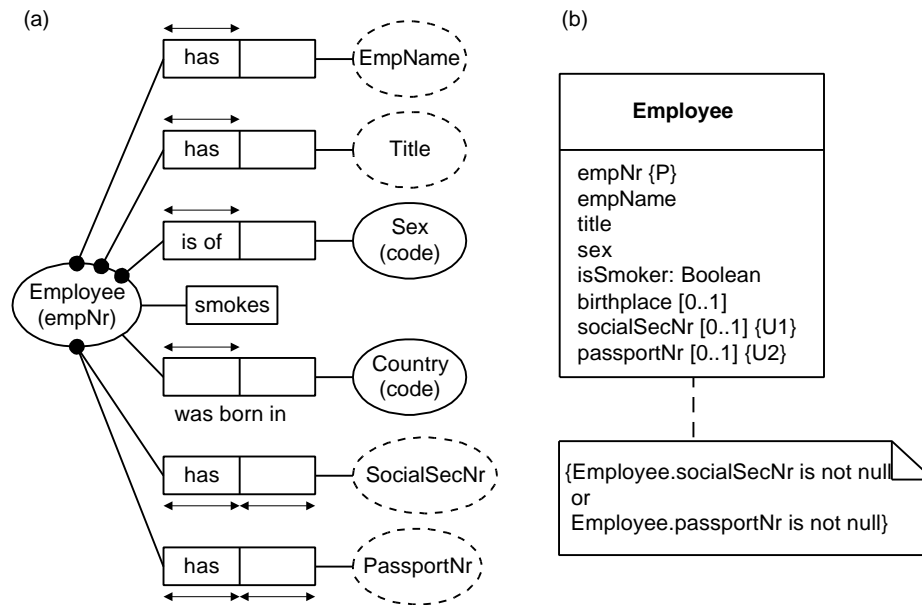 (a)
has
EmpName
has
Title
is of
Sex
(code)
Employee
(empNr)
smokes
Country
(code)
was born in
has
SocialSecNr
has
PassportNr
(b)
Employee
empNr {P}
empName
title
sex
isSmoker: Boolean
birthplace [0..1]
socialSecNr [0..1] {U1}
passportNr [0..1] {U2}
{Employee.socialSecNr is not null
or
Employee.passportNr is not null}